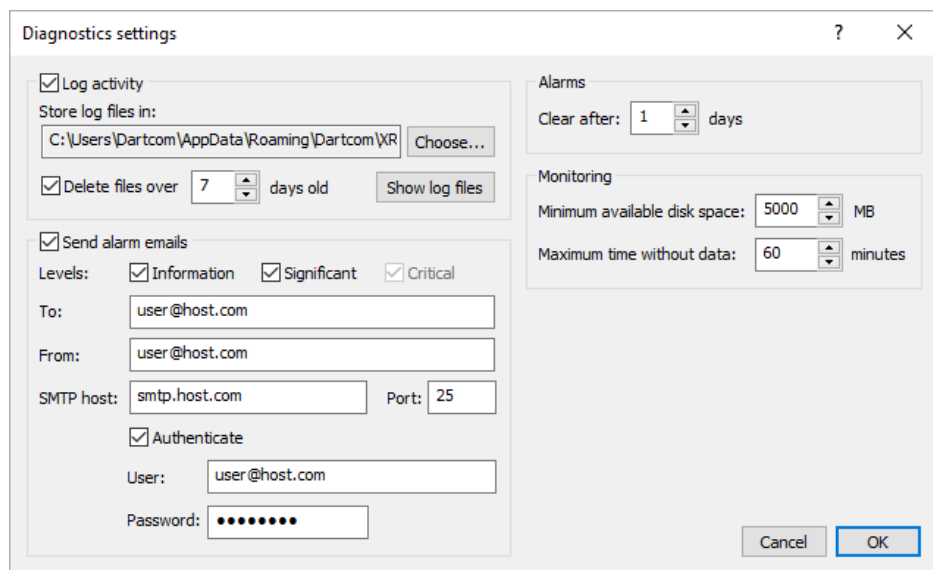 Diagnostics settings ?
Log activity
Store log files in:
C:\Users\Dartcom\AppData\Roaming\Dartcom\XR Choose...
Delete files over 7 days old Show log files
Send alarm emails
Levels: Information Significant Critical
To: user@host.com
From: user@host.com
SMTP host: smtp.host.com Port: 25
Authenticate
User: user@host.com
Password: ●●●●●●●●
Alarms
Clear after: 1 days
Monitoring
Minimum available disk space: 5000 MB
Maximum time without data: 60 minutes
Cancel OK